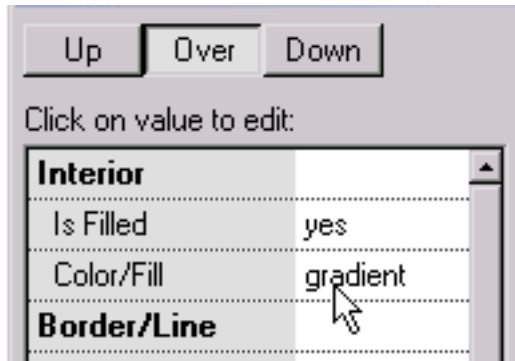 Up Over Down
Click on value to edit:
Interior
Is Filled yes
Color/Fill gradient
Border/Line